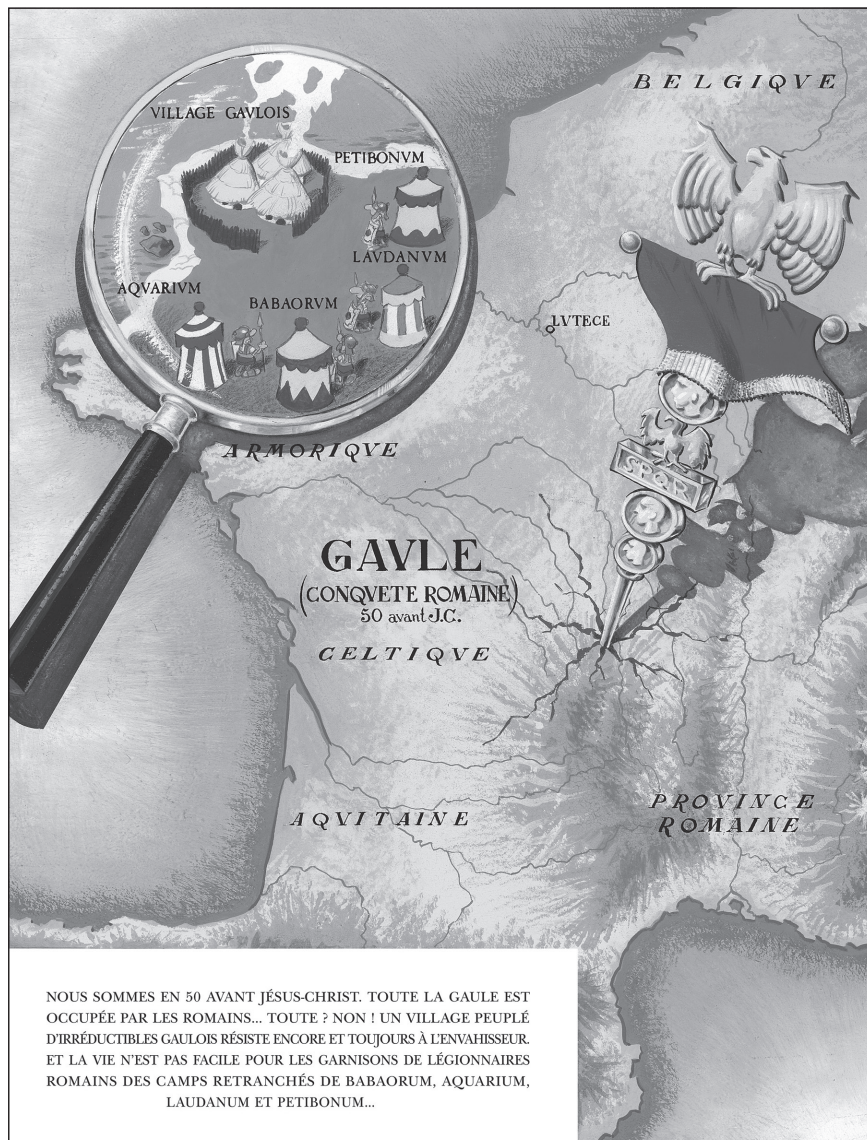 BELGIQVE
VILLAGE GAVLOIS
PETIBONVM
LAVDANVM
AQVARIVM
BABAORVM
LVTECE
ARMORIQVE
SPQR
GAVLE
(CONQVETE ROMAINE)
50 avant J.C.
CELTIQVE
AQVITAINE
PROVINCE
ROMAINE
NOUS SOMMES EN 50 AVANT JÉSUS-CHRIST. TOUTE LA GAULE EST
OCCUPÉE PAR LES ROMAINS... TOUTE ? NON ! UN VILLAGE PEUPLÉ
D'IRRÉDUCTIBLES GAULOIS RÉSISTE ENCORE ET TOUJOURS À L'ENVAHISSEUR.
ET LA VIE N'EST PAS FACILE POUR LES GARNISONS DE LÉGIONNAIRES
ROMAINS DES CAMPS RETRANCHÉS DE BABAORUM, AQUARIUM,
LAUDANUM ET PETIBONUM...